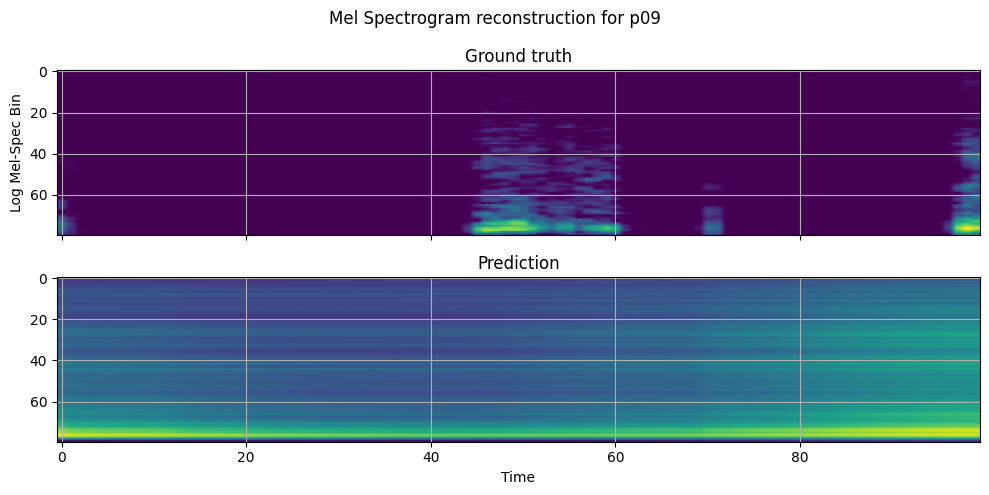 Mel Spectrogram reconstruction for p09
Ground truth
Log Mel-Spec Bin
0
20
40
60
Prediction
0
20
40
60
0 20 40 60 80
Time